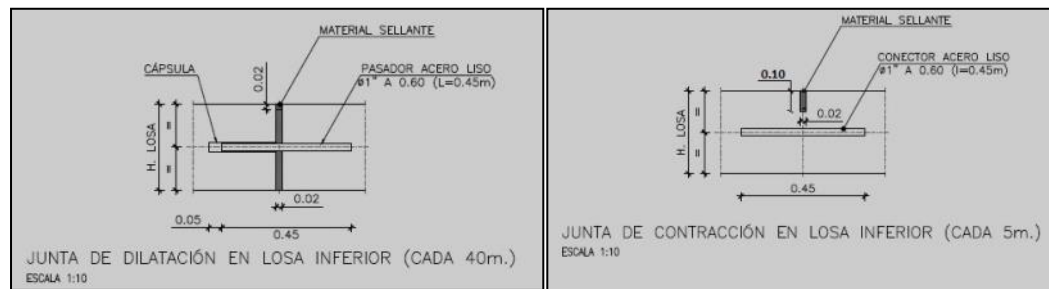 MATERIAL SELLANTE
CÁPSULA
0.02
PASADOR ACERO LISO
ø1" A 0.60 (L=0.45m)
H. LOSA
=
=
0.02
0.05
0.45
JUNTA DE DILATACIÓN EN LOSA INFERIOR (CADA 40m.)
ESCALA 1:10
MATERIAL SELLANTE
CONECTOR ACERO LISO
ø1" A 0.60 (l=0.45m)
0.10
0.02
H. LOSA
=
=
0.45
JUNTA DE CONTRACCIÓN EN LOSA INFERIOR (CADA 5m.)
ESCALA 1:10